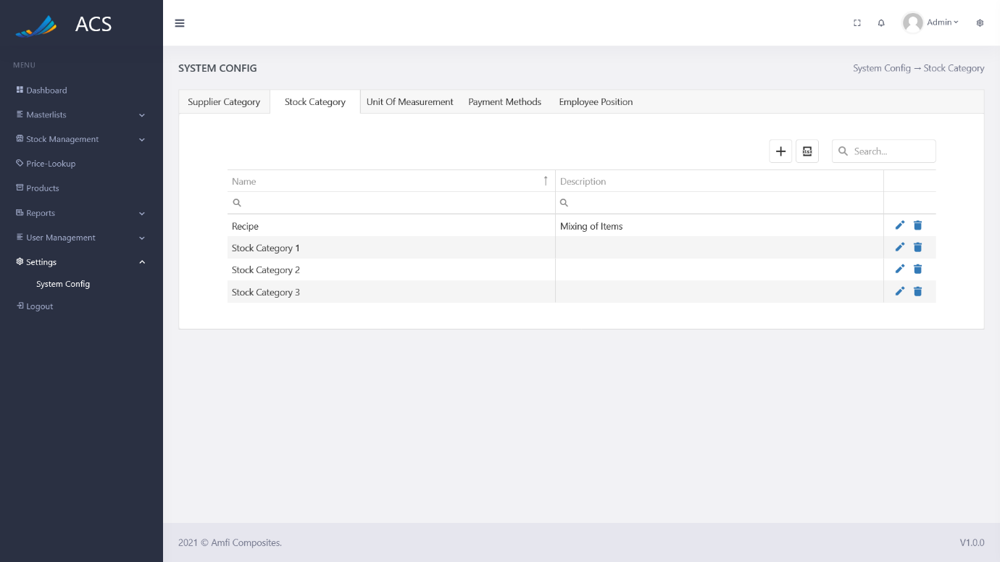 ACS
Admin
MENU
Dashboard
Masterlists
Stock Management
Price-Lookup
Products
Reports
User Management
Settings
System Config
Logout
SYSTEM CONFIG
System Config → Stock Category
Supplier Category
Stock Category
Unit Of Measurement
Payment Methods
Employee Position
XLSX
Search...
Name
Description
Recipe
Mixing of Items
Stock Category 1
Stock Category 2
Stock Category 3
2021 © Amfi Composites.
V1.0.0